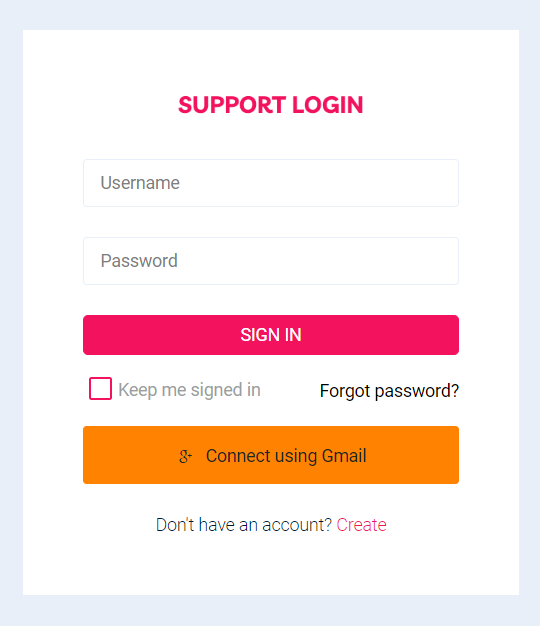 SUPPORT LOGIN
Username
Password
SIGN IN
Keep me signed in Forgot password?
g+ Connect using Gmail
Don't have an account? Create